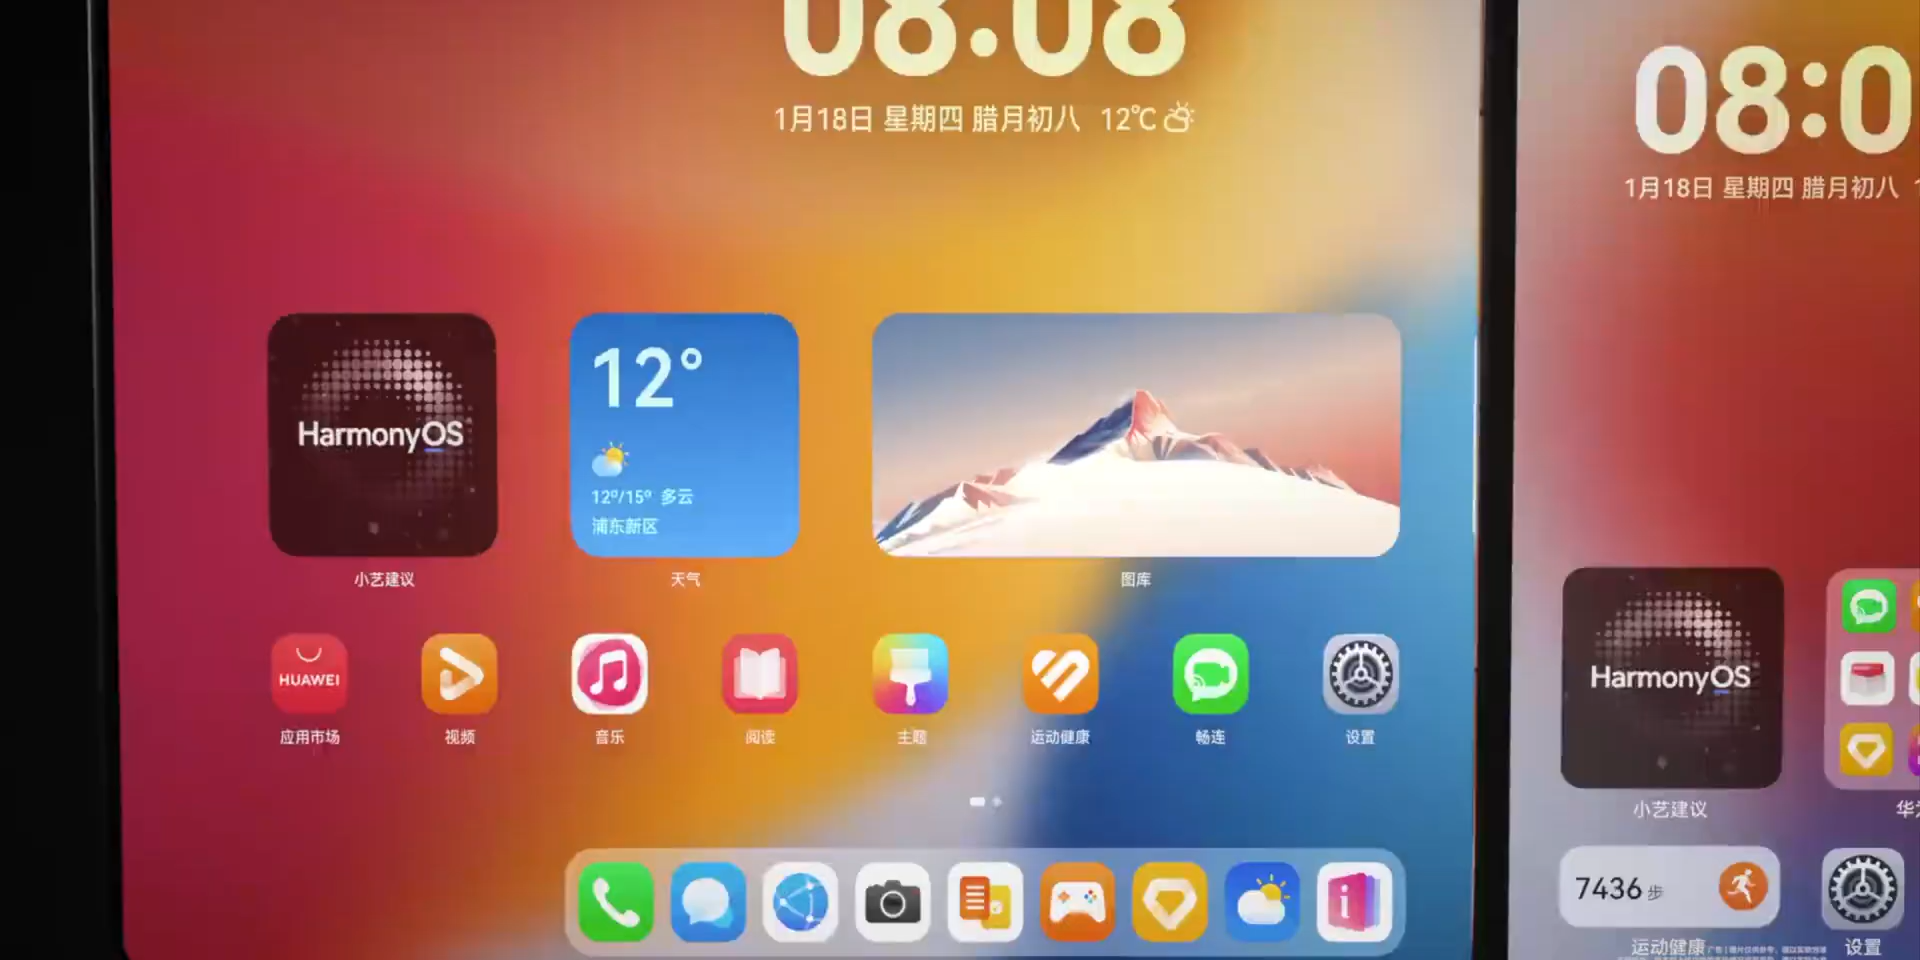 08:08
1月18日 星期四 腊月初八 12℃
HarmonyOS
小艺建议
12°
12°/15° 多云
浦东新区
天气
图库
HUAWEI
应用市场
视频
音乐
阅读
主题
运动健康
畅连
设置
08:0
1月18日 星期四 腊月初八
HarmonyOS
小艺建议
7436 步
运动健康
设置